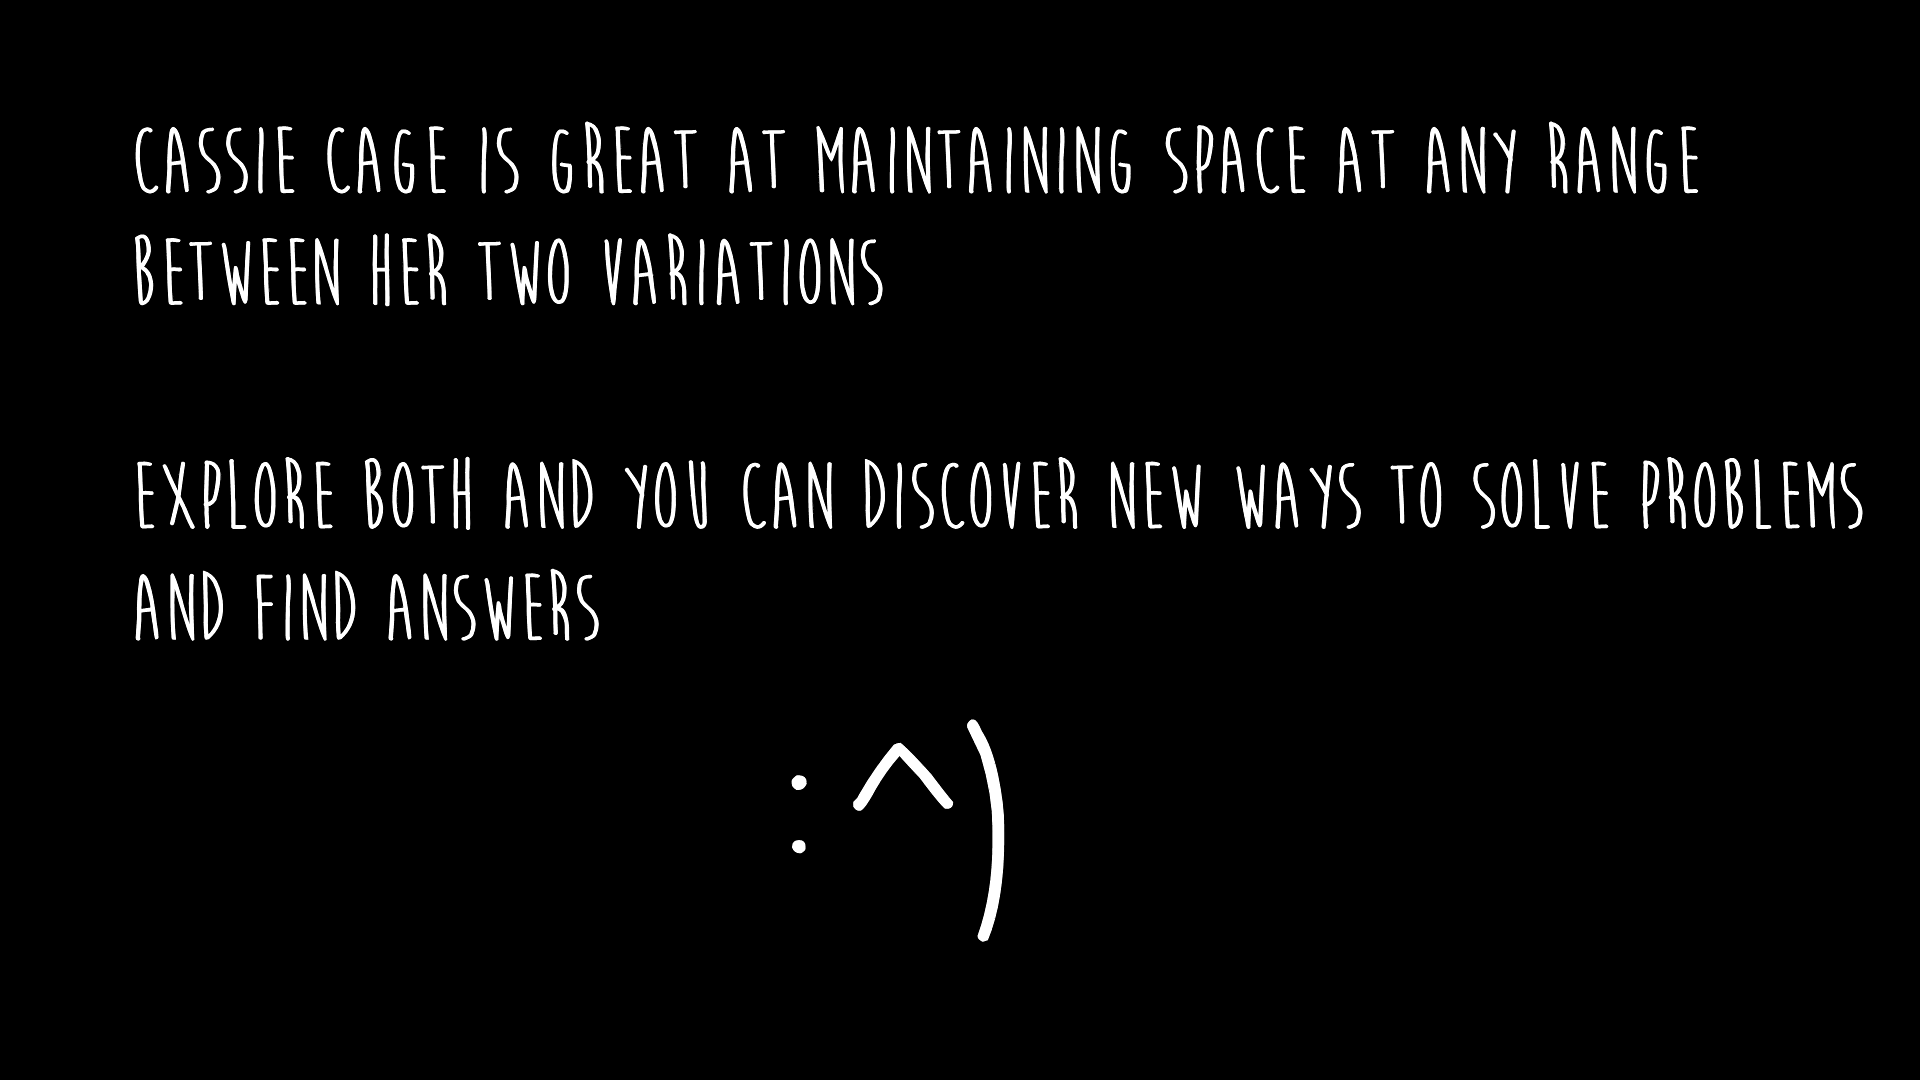 CASSIE CAGE IS GREAT AT MAINTAINING SPACE AT ANY RANGE
BETWEEN HER TWO VARIATIONS
EXPLORE BOTH AND YOU CAN DISCOVER NEW WAYS TO SOLVE PROBLEMS
AND FIND ANSWERS
:^)